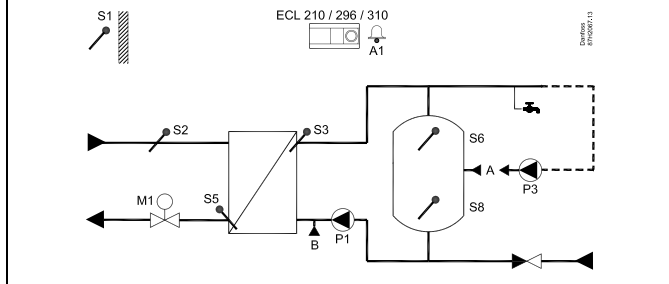 S1
ECL 210 / 296 / 310
A1
Danfoss
87H2067.13
S2
S3
S6
A
P3
M1
S5
S8
B
P1